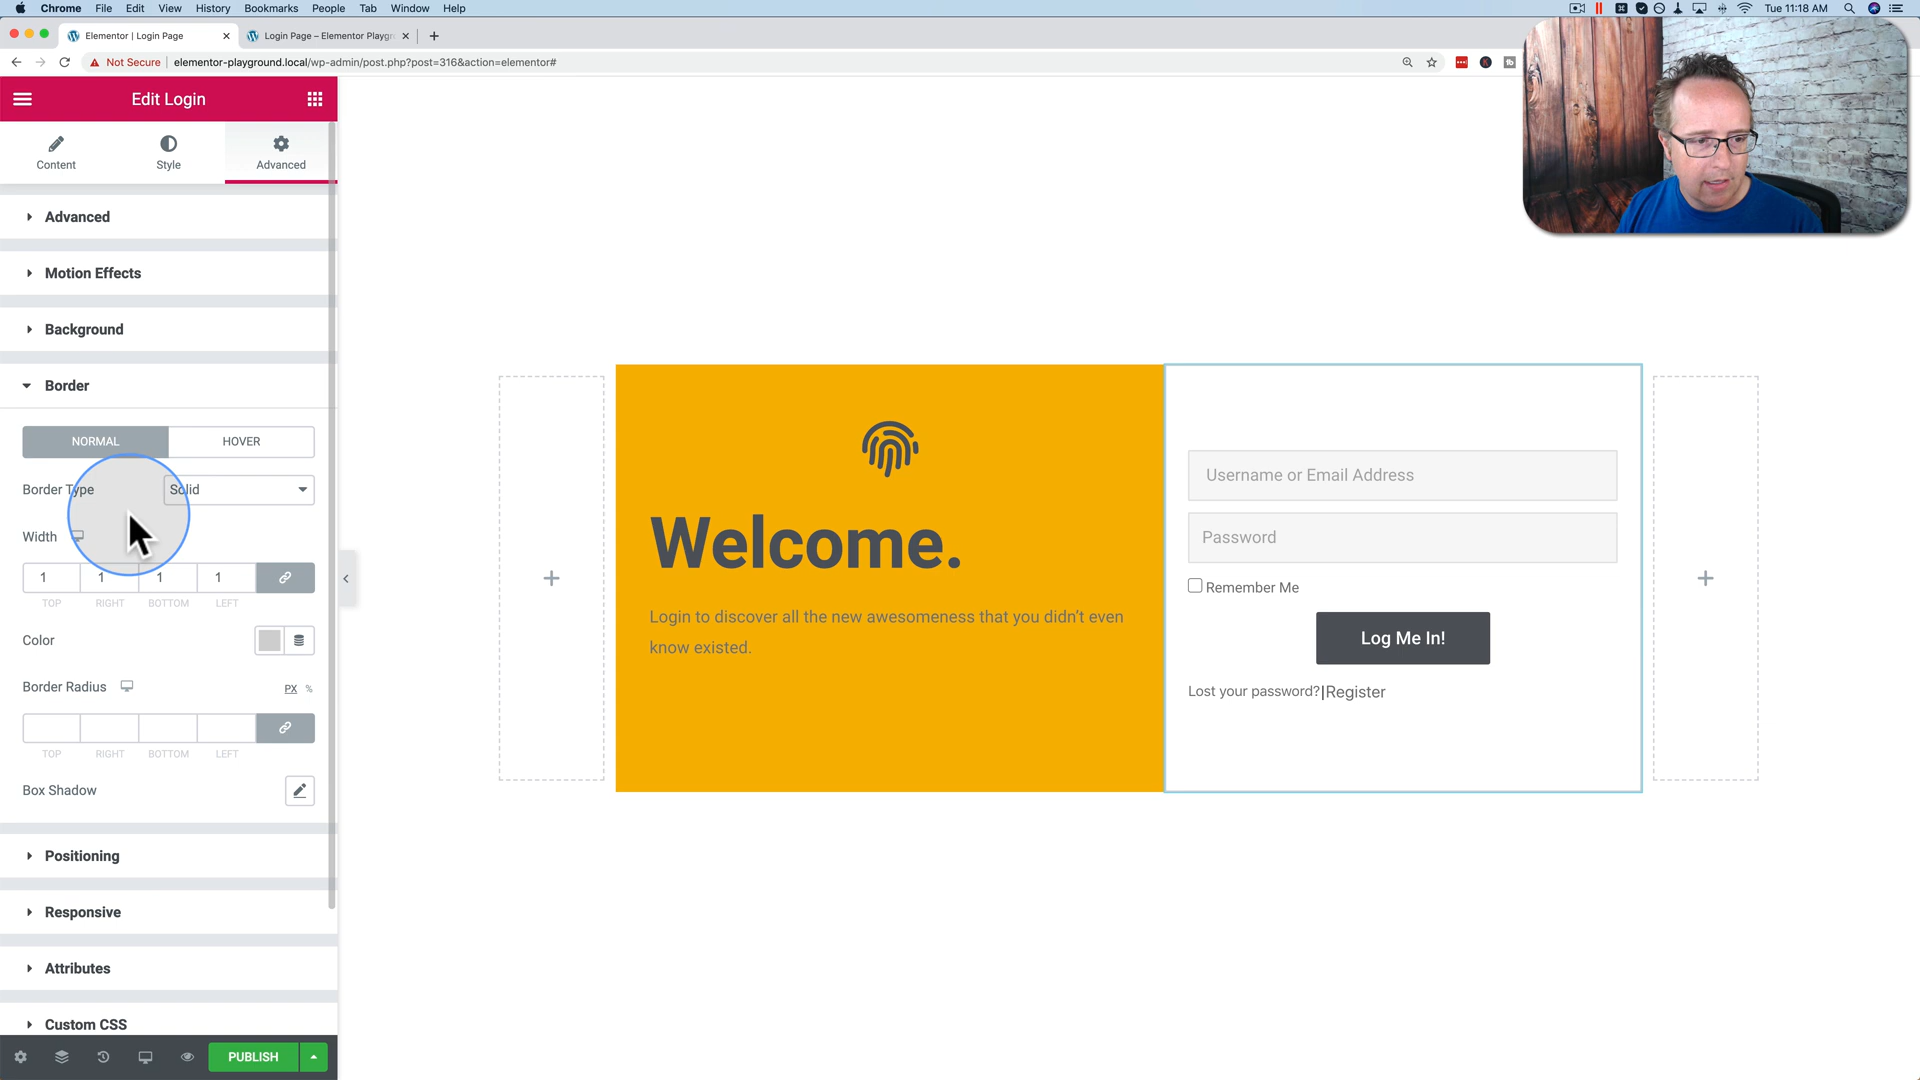 Chrome File Edit View History Bookmarks People Tab Window Help Tue 11:18 AM
Elementor | Login Page Login Page – Elementor Playgr
Not Secure elementor-playground.local/wp-admin/post.php?post=316&action=elementor#
Edit Login
Content Style Advanced
Advanced
Motion Effects
Background
Border
NORMAL HOVER
Border Type Solid
Width
1 1 1 1
TOP RIGHT BOTTOM LEFT
Color
Border Radius PX %
TOP RIGHT BOTTOM LEFT
Box Shadow
Positioning
Responsive
Attributes
Custom CSS
PUBLISH
Welcome.
Login to discover all the new awesomeness that you didn't even
know existed.
Username or Email Address
Password
Remember Me
Log Me In!
Lost your password?|Register